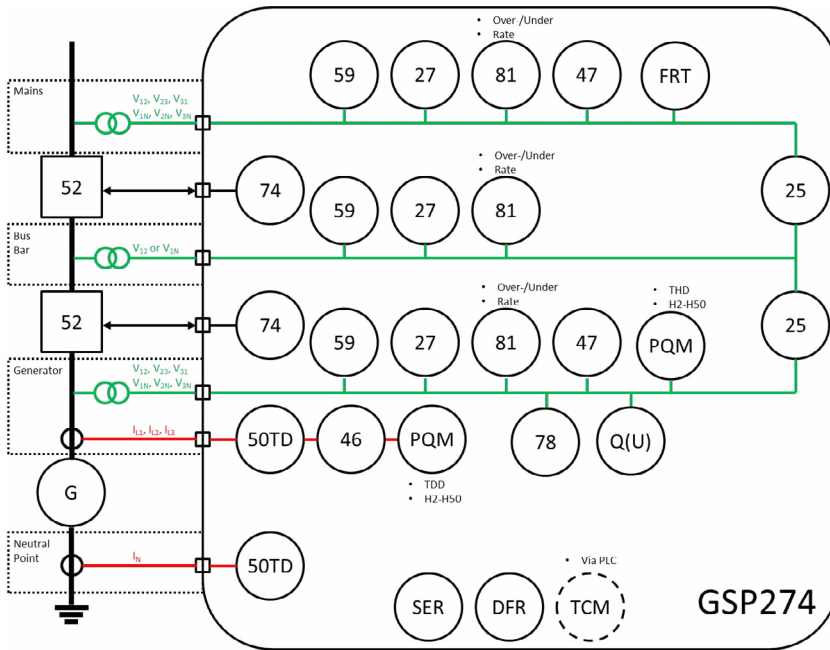 • Over-/Under
• Rate
59
27
81
47
FRT
Mains
V12, V23, V31
V1N, V2N, V3N
52
74
• Over-/Under
• Rate
59
27
81
25
Bus
Bar
V12 or V1N
52
74
• Over-/Under
• Rate
59
27
81
47
• THD
• H2-H50
PQM
25
Generator
V12, V23, V31
V1N, V2N, V3N
IL1, IL2, IL3
50TD
46
PQM
78
Q(U)
• TDD
• H2-H50
G
Neutral
Point
IN
50TD
• Via PLC
SER
DFR
TCM
GSP274